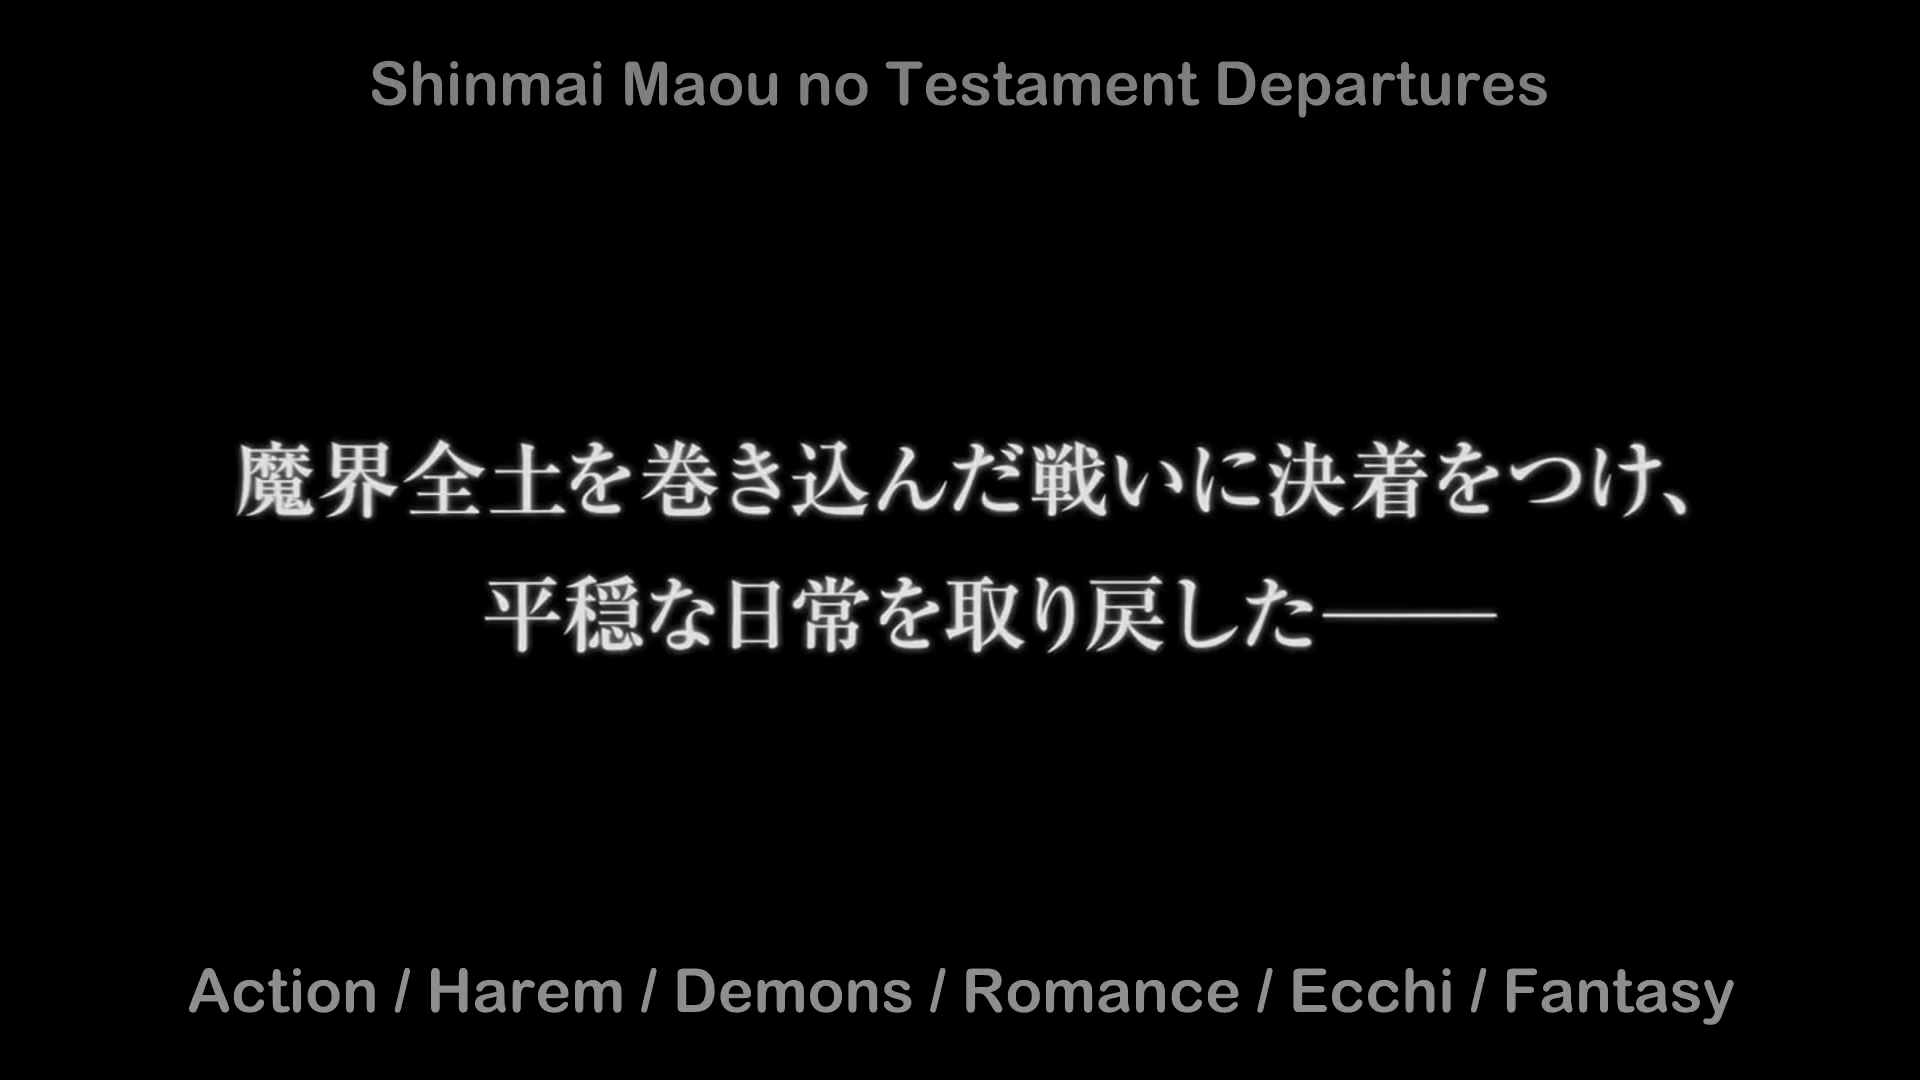 Shinmai Maou no Testament Departures
魔界全土を巻き込んだ戦いに決着をつけ、
平穏な日常を取り戻した――
Action / Harem / Demons / Romance / Ecchi / Fantasy